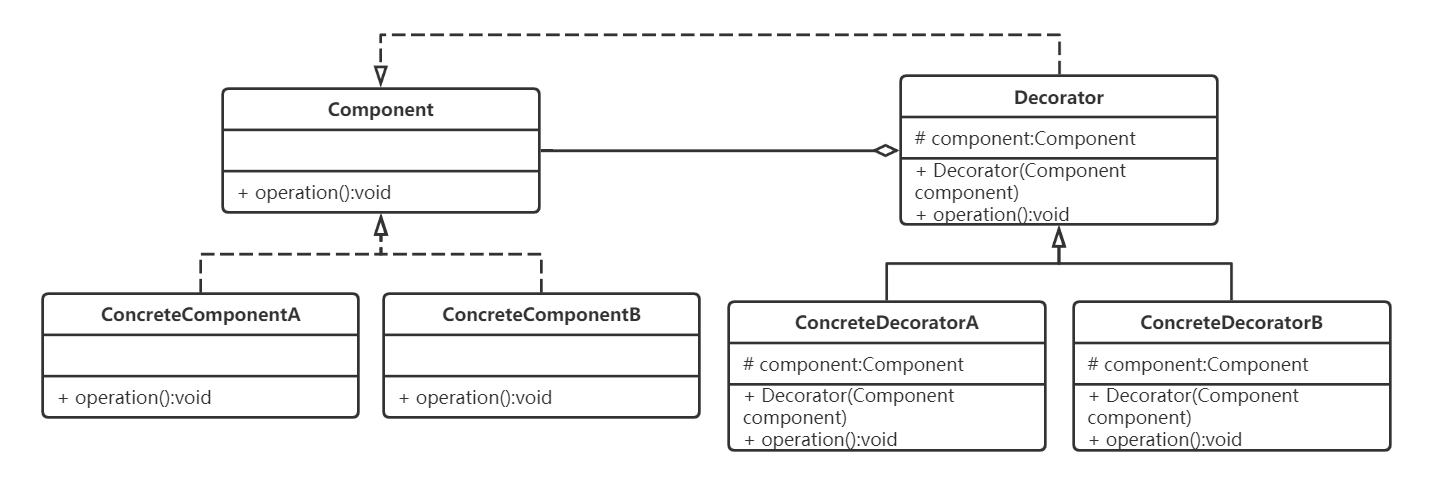 Component
+ operation():void
Decorator
# component:Component
+ Decorator(Component
component)
+ operation():void
ConcreteComponentA
+ operation():void
ConcreteComponentB
+ operation():void
ConcreteDecoratorA
# component:Component
+ Decorator(Component
component)
+ operation():void
ConcreteDecoratorB
# component:Component
+ Decorator(Component
component)
+ operation():void